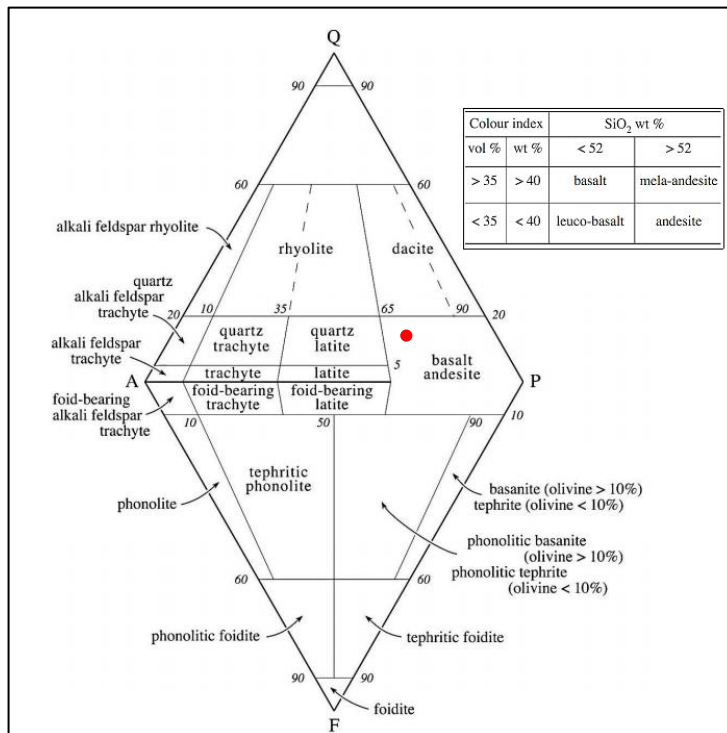 Q
90 90
Colour index SiO2 wt %
vol % wt % < 52 > 52
> 35 > 40 basalt mela-andesite
< 35 < 40 leuco-basalt andesite
60 60
alkali feldspar rhyolite
rhyolite dacite
quartz
alkali feldspar
trachyte
20 10 35 65 90 20
quartz
trachyte
quartz
latite
basalt
andesite
alkali feldspar
trachyte
5
trachyte latite
A P
foid-bearing
trachyte
foid-bearing
latite
foid-bearing
alkali feldspar
trachyte
10 50 90 10
tephritic
phonolite
phonolite
basanite (olivine > 10%)
tephrite (olivine < 10%)
phonolitic basanite
(olivine > 10%)
phonolitic tephrite
(olivine < 10%)
60 60
phonolitic foidite tephritic foidite
90 90
foidite
F